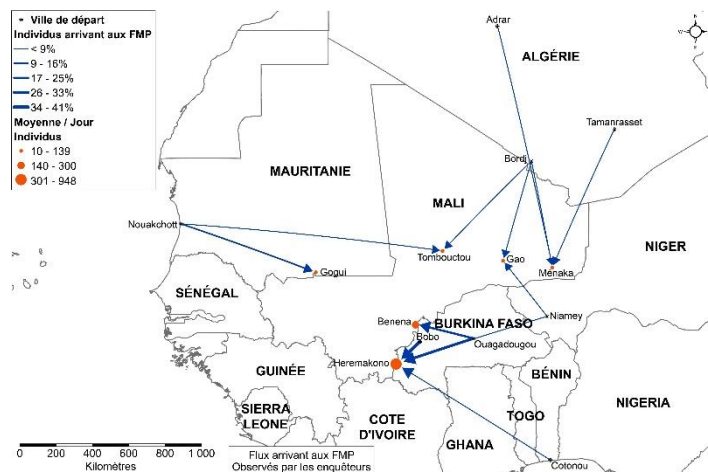 Ville de départ
Individus arrivant aux FMP
< 9%
9 - 16%
17 - 25%
26 - 33%
34 - 41%
Moyenne / Jour
Individus
10 - 139
140 - 300
301 - 948
Adrar
ALGÉRIE
Tamanrasset
Bordj
MAURITANIE
MALI
NIGER
Nouakchott
Tombouctou
Gao
Ménaka
Gogui
SÉNÉGAL
Benena
BURKINA FASO
Niamey
Bobo
Ouagadougou
Heremakono
GUINÉE
BÉNIN
NIGERIA
SIERRA
LEONE
COTE
D'IVOIRE
TOGO
GHANA
Cotonou
0 200 400 600 800 1 000
Kilomètres
Flux arrivant aux FMP
Observés par les enquêteurs